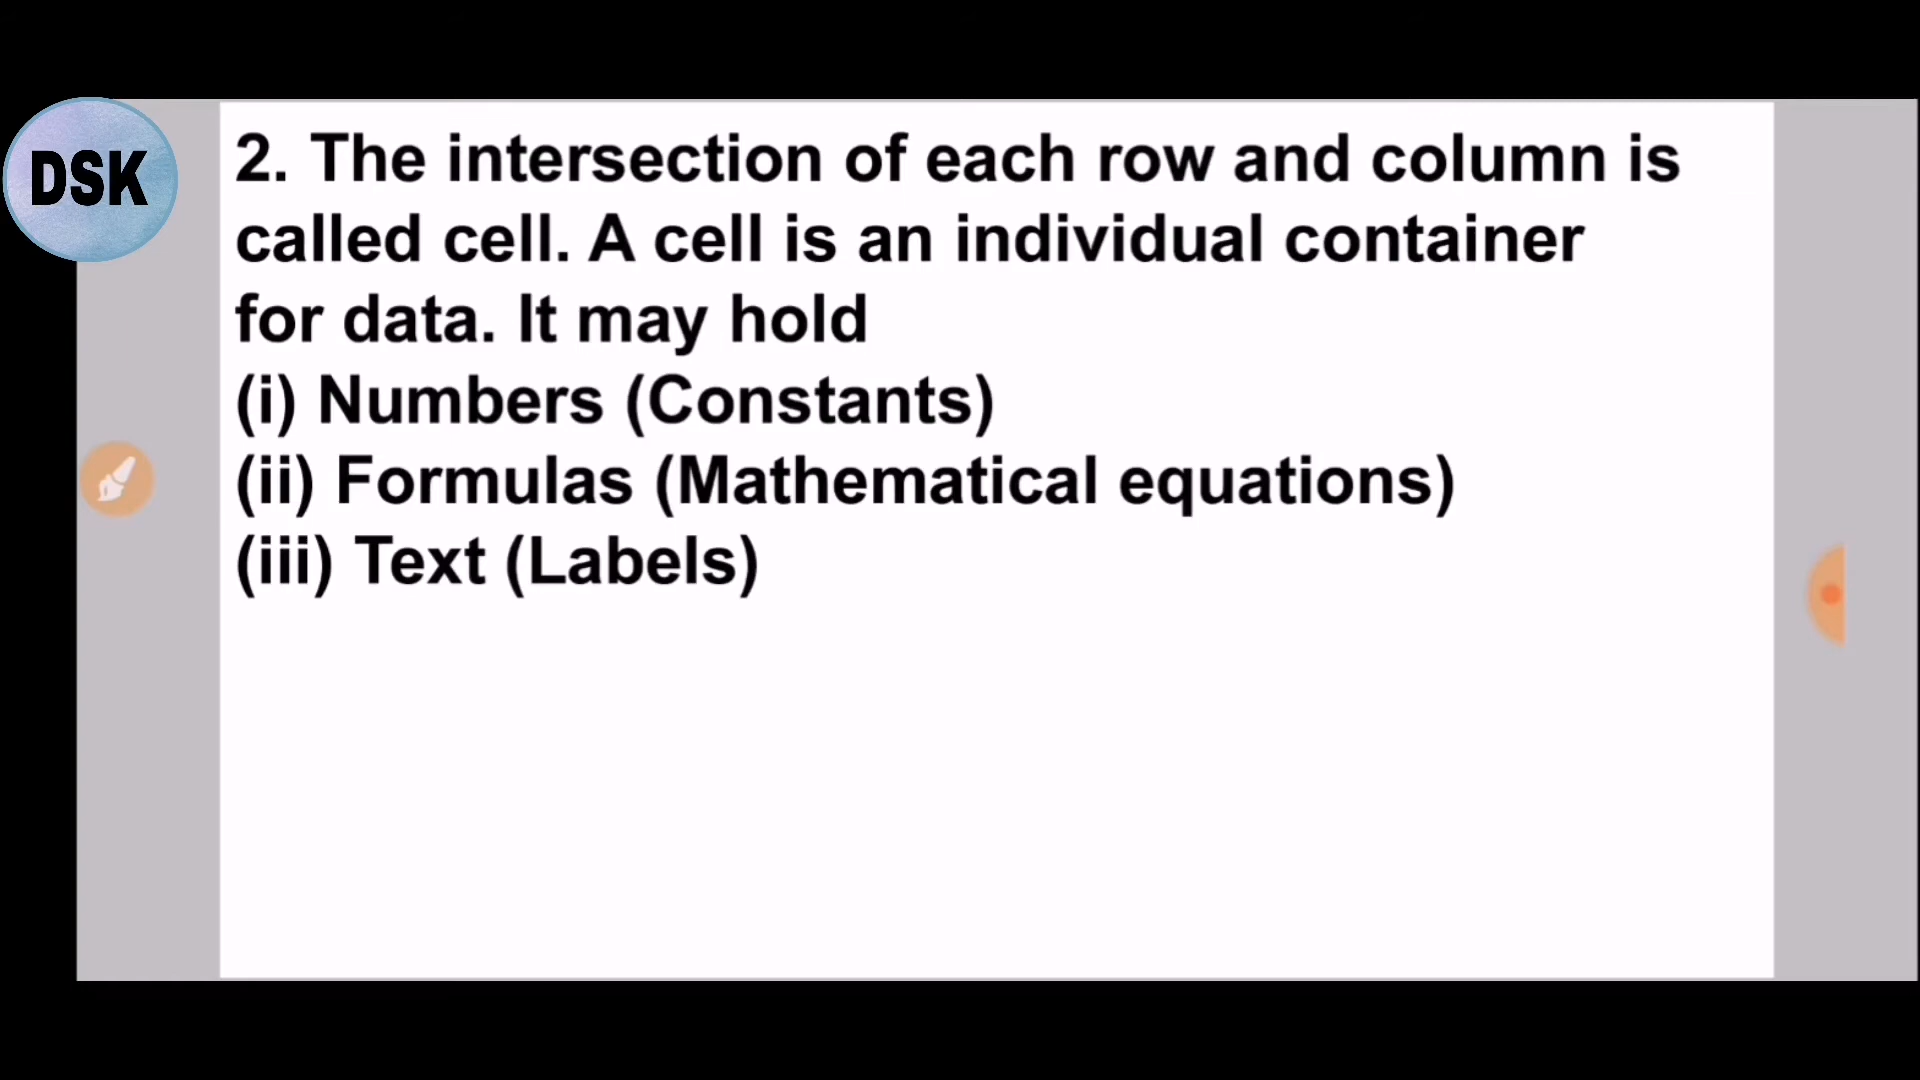 DSK
2. The intersection of each row and column is
called cell. A cell is an individual container
for data. It may hold
(i) Numbers (Constants)
(ii) Formulas (Mathematical equations)
(iii) Text (Labels)